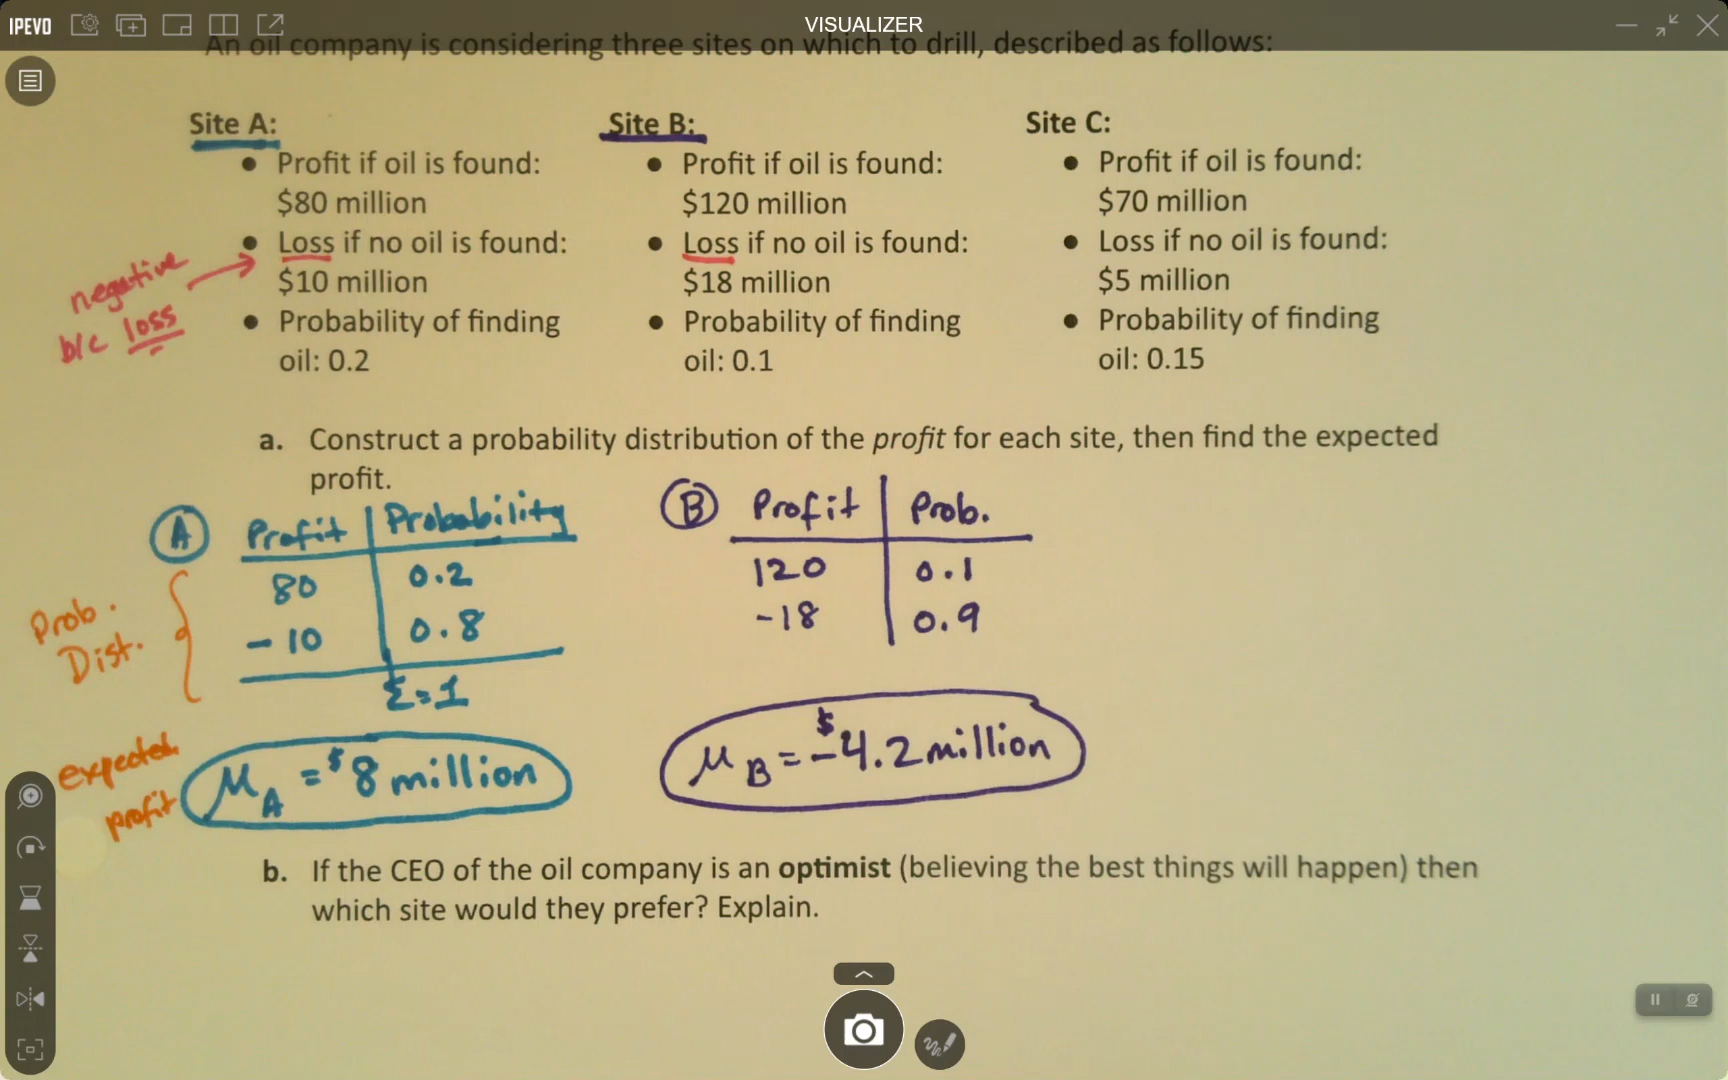 IPEVO
VISUALIZER
An oil company is considering three sites on which to drill, described as follows:
Site A:
• Profit if oil is found:
$80 million
• Loss if no oil is found:
$10 million
• Probability of finding
oil: 0.2
negative
b/c loss
Site B:
• Profit if oil is found:
$120 million
• Loss if no oil is found:
$18 million
• Probability of finding
oil: 0.1
Site C:
• Profit if oil is found:
$70 million
• Loss if no oil is found:
$5 million
• Probability of finding
oil: 0.15
a. Construct a probability distribution of the profit for each site, then find the expected
profit.
A Profit Probability
80 0.2
-10 0.8
Σ=1
Prob.
Dist.
expected
profit
μA = $8 million
B Profit Prob.
120 0.1
-18 0.9
μB = $-4.2 million
b. If the CEO of the oil company is an optimist (believing the best things will happen) then
which site would they prefer? Explain.